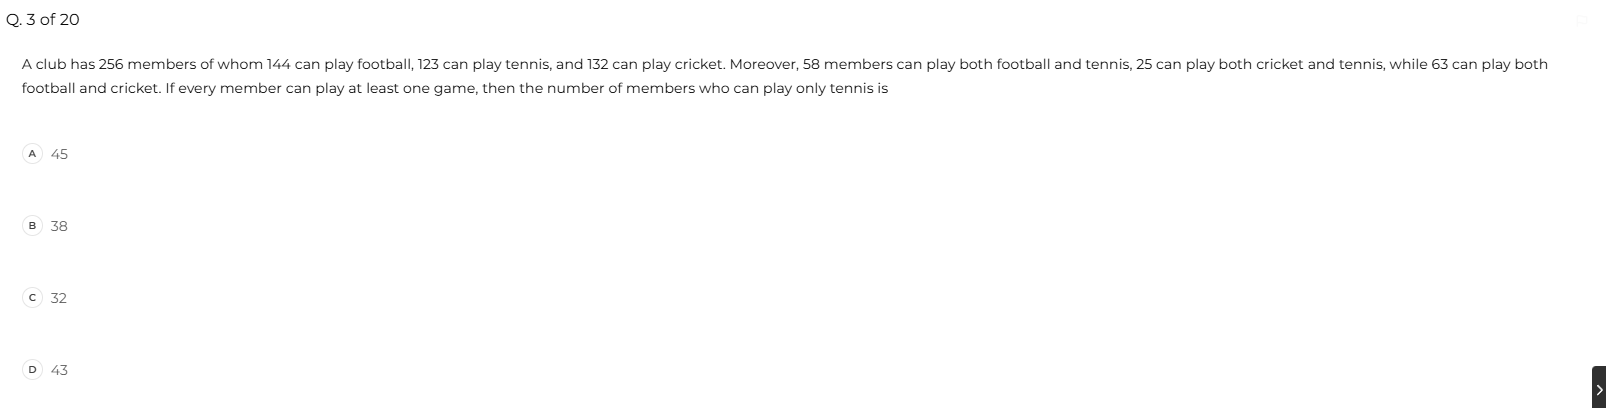 Q. 3 of 20
A club has 256 members of whom 144 can play football, 123 can play tennis, and 132 can play cricket. Moreover, 58 members can play both football and tennis, 25 can play both cricket and tennis, while 63 can play both
football and cricket. If every member can play at least one game, then the number of members who can play only tennis is
A 45
B 38
C 32
D 43